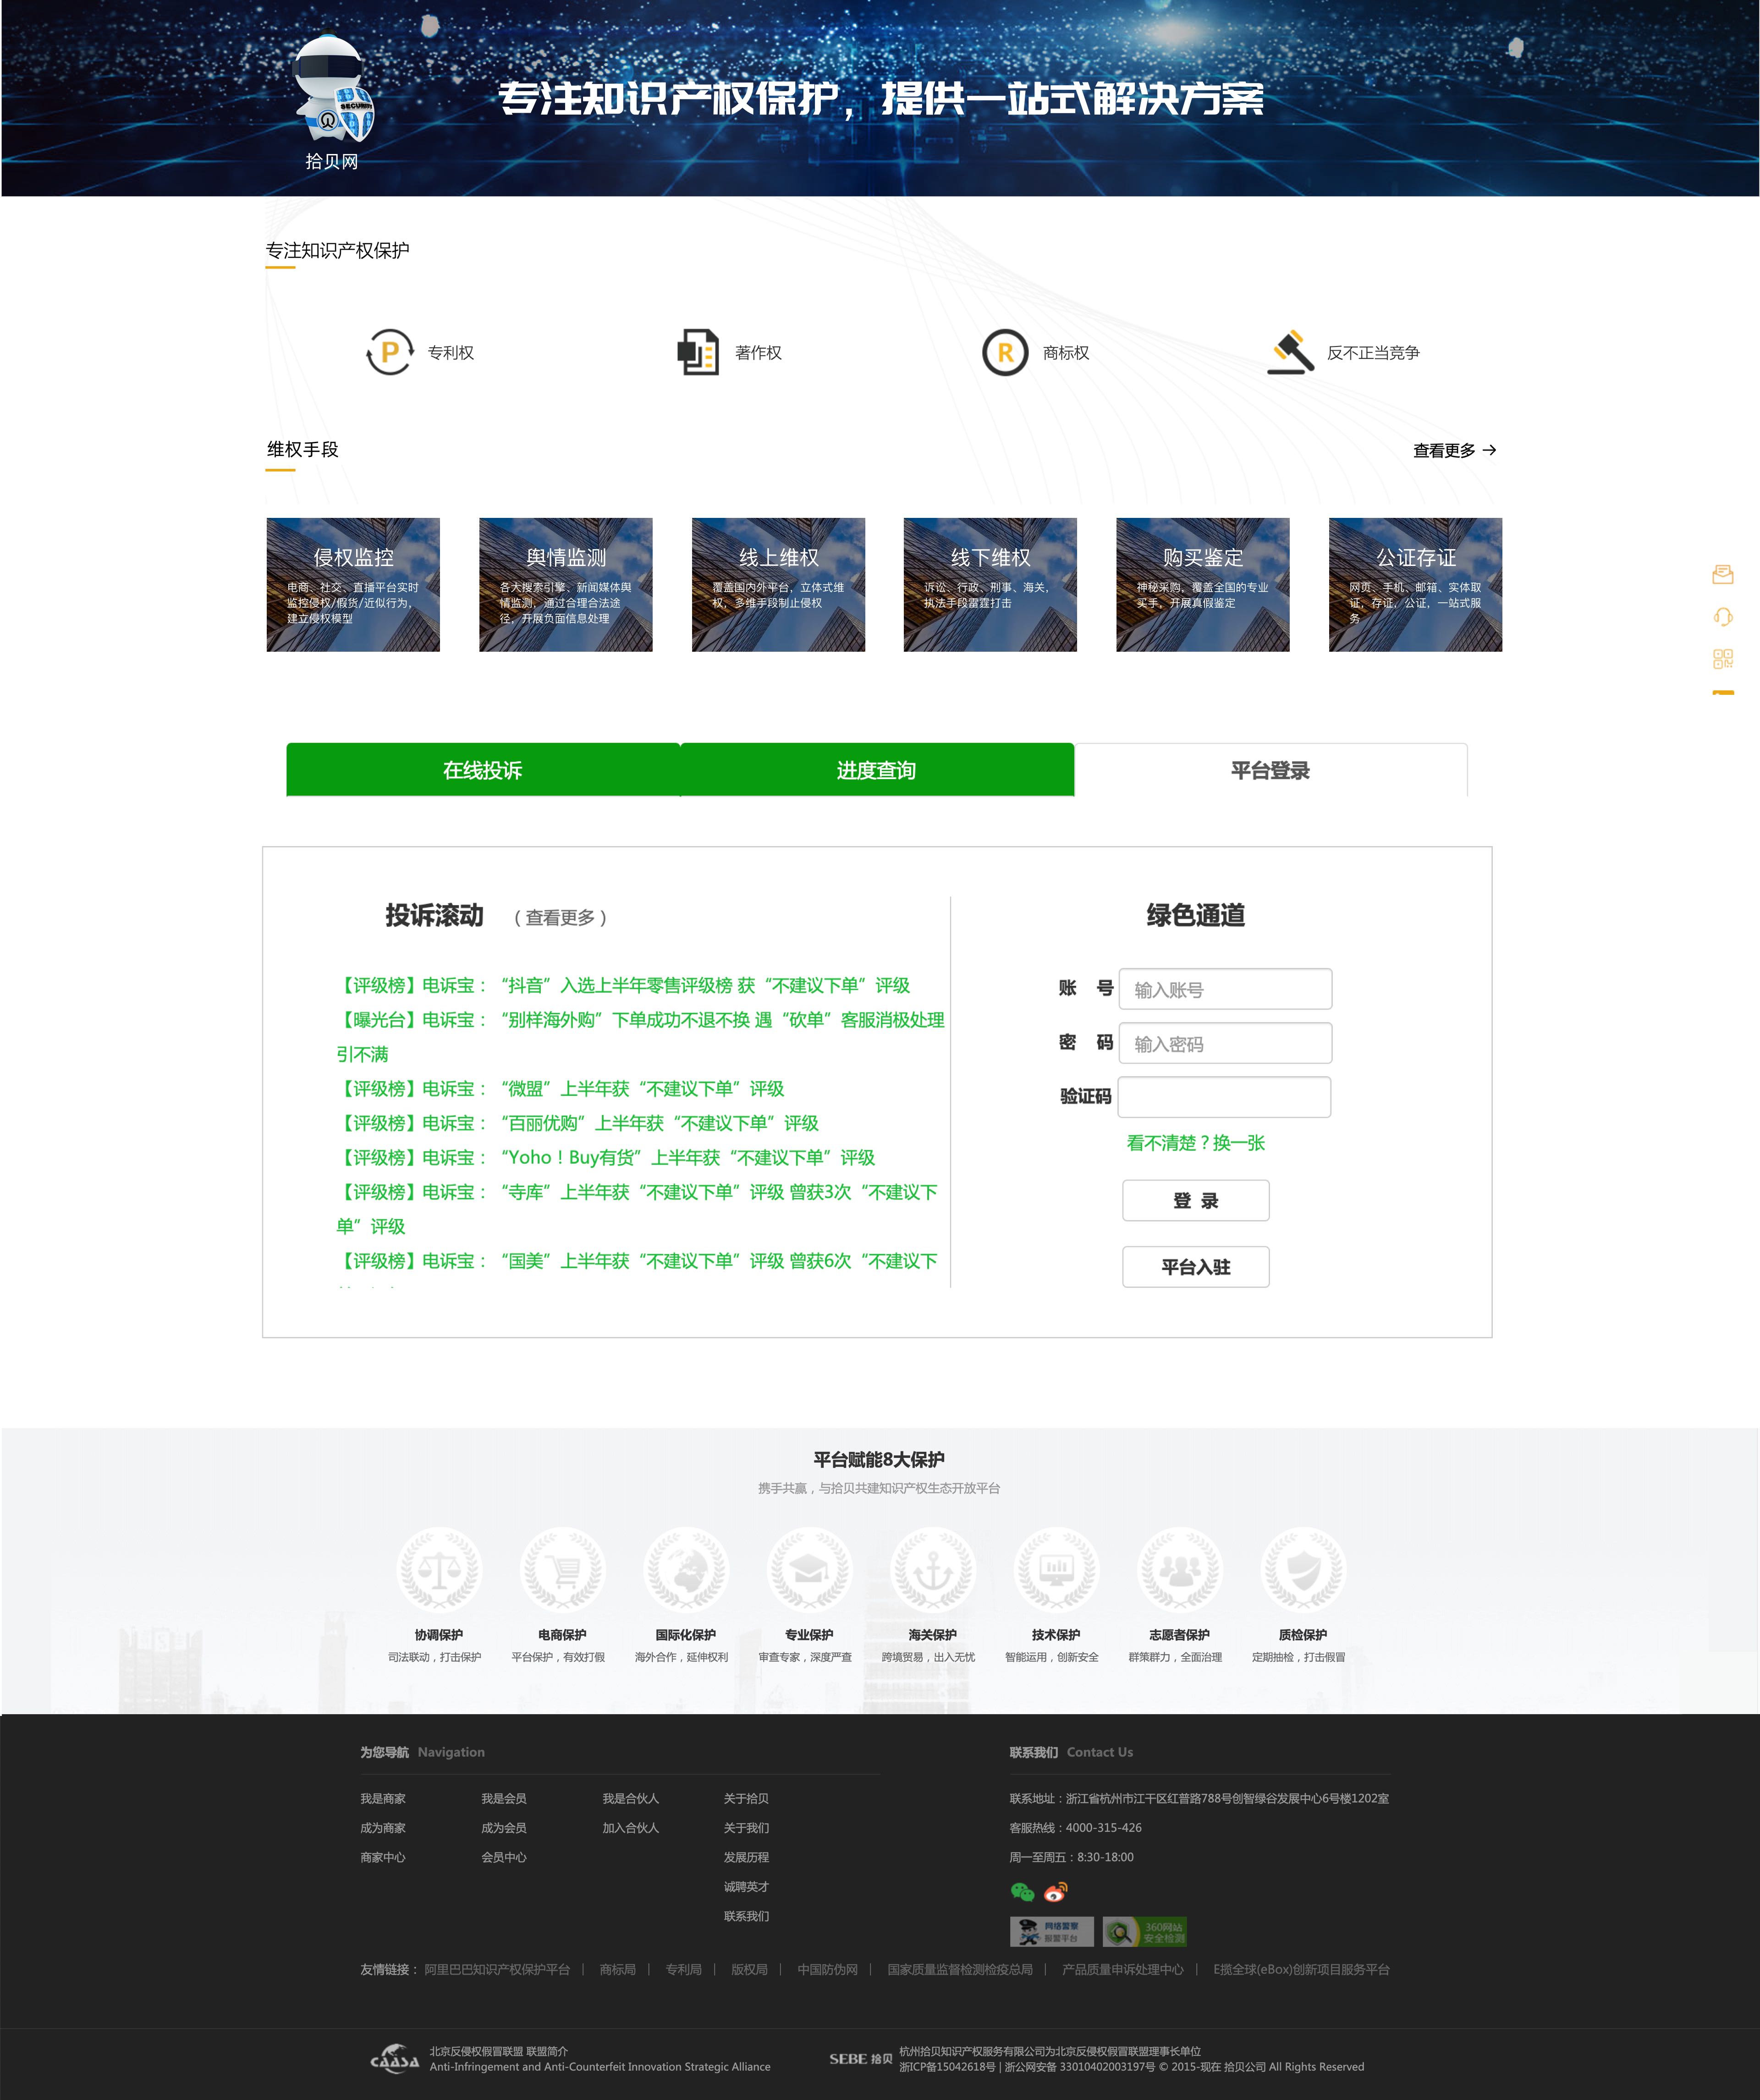 专注知识产权保护，提供一站式解决方案
SECURITY
拾贝网
专注知识产权保护
P 专利权
著作权
R 商标权
反不正当竞争
维权手段
查看更多 →
侵权监控
电商、社交、直播平台实时
监控侵权/假货/近似行为，
建立侵权模型
舆情监测
各大搜索引擎、新闻媒体舆
情监测，通过合理合法途
径，开展负面信息处理
线上维权
覆盖国内外平台，立体式维
权，多维手段制止侵权
线下维权
诉讼、行政、刑事、海关，
执法手段雷霆打击
购买鉴定
神秘采购，覆盖全国的专业
买手，开展真假鉴定
公证存证
网页、手机、邮箱、实体取
证，存证，公证，一站式服
务
在线投诉
进度查询
平台登录
投诉滚动 （查看更多）
【评级榜】电诉宝：“抖音”入选上半年零售评级榜 获“不建议下单”评级
【曝光台】电诉宝：“别样海外购”下单成功不退不换 遇“砍单”客服消极处理
引不满
【评级榜】电诉宝：“微盟”上半年获“不建议下单”评级
【评级榜】电诉宝：“百丽优购”上半年获“不建议下单”评级
【评级榜】电诉宝：“Yoho！Buy有货”上半年获“不建议下单”评级
【评级榜】电诉宝：“寺库”上半年获“不建议下单”评级 曾获3次“不建议下
单”评级
【评级榜】电诉宝：“国美”上半年获“不建议下单”评级 曾获6次“不建议下
绿色通道
账 号 输入账号
密 码 输入密码
验证码
看不清楚？换一张
登 录
平台入驻
平台赋能8大保护
携手共赢，与拾贝共建知识产权生态开放平台
协调保护
司法联动，打击保护
电商保护
平台保护，有效打假
国际化保护
海外合作，延伸权利
专业保护
审查专家，深度严查
海关保护
跨境贸易，出入无忧
技术保护
智能运用，创新安全
志愿者保护
群策群力，全面治理
质检保护
定期抽检，打击假冒
为您导航 Navigation
我是商家 我是会员 我是合伙人 关于拾贝
成为商家 成为会员 加入合伙人 关于我们
商家中心 会员中心 发展历程
诚聘英才
联系我们
联系我们 Contact Us
联系地址：浙江省杭州市江干区红普路788号创智绿谷发展中心6号楼1202室
客服热线：4000-315-426
周一至周五：8:30-18:00
网络警察
报警平台
360网站
安全检测
友情链接： 阿里巴巴知识产权保护平台 | 商标局 | 专利局 | 版权局 | 中国防伪网 | 国家质量监督检测检疫总局 | 产品质量申诉处理中心 | E揽全球(eBox)创新项目服务平台
CAASA
北京反侵权假冒联盟 联盟简介
Anti-Infringement and Anti-Counterfeit Innovation Strategic Alliance
SEBE 拾贝
杭州拾贝知识产权服务有限公司为北京反侵权假冒联盟理事长单位
浙ICP备15042618号 | 浙公网安备 33010402003197号 © 2015-现在 拾贝公司 All Rights Reserved